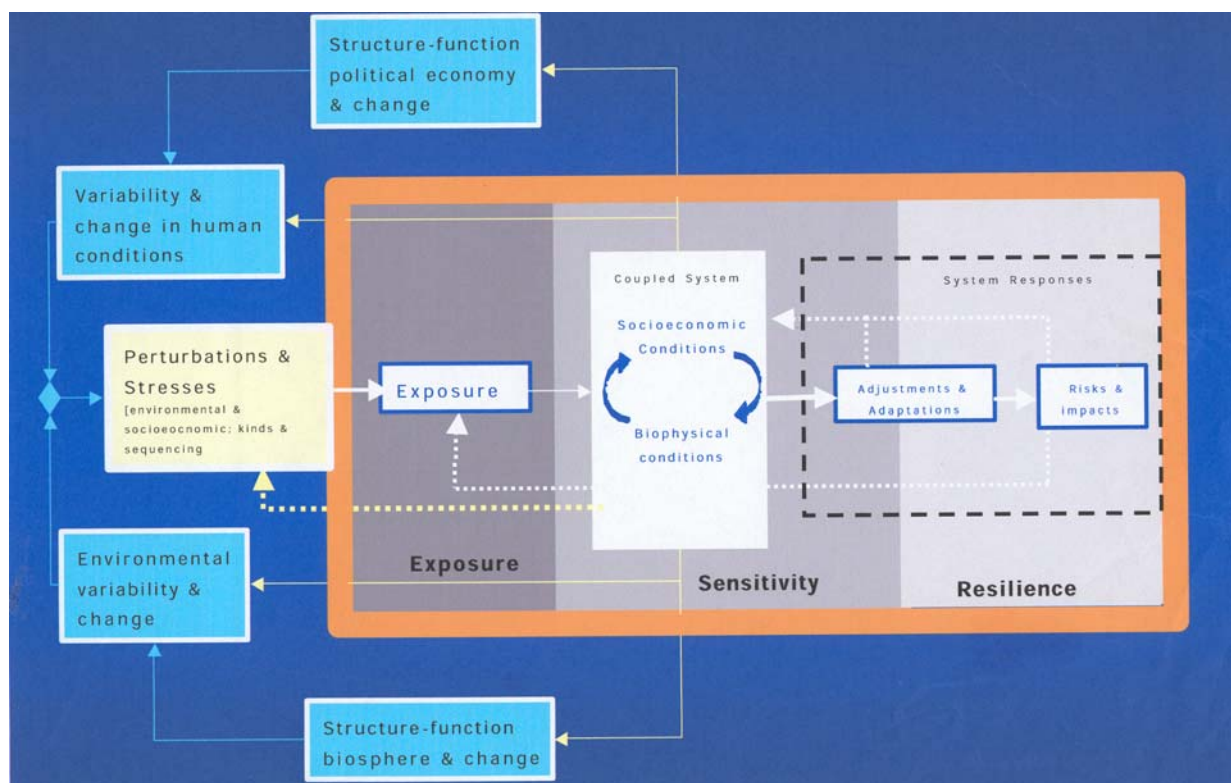 Structure-function
political economy
& change
Variability &
change in human
conditions
Perturbations &
Stresses
[environmental &
socioeocnomic; kinds &
sequencing
Environmental
variability &
change
Structure-function
biosphere & change
Exposure
Coupled System
Socioeconomic
Conditions
Biophysical
conditions
System Responses
Adjustments &
Adaptations
Risks &
impacts
Exposure
Sensitivity
Resilience